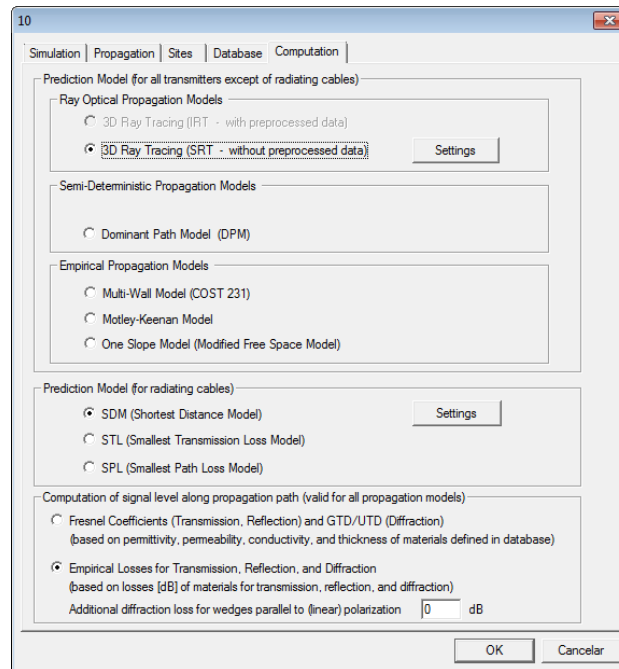 10
Simulation Propagation Sites Database Computation
Prediction Model (for all transmitters except of radiating cables)
Ray Optical Propagation Models
3D Ray Tracing (IRT - with preprocessed data)
3D Ray Tracing (SRT - without preprocessed data) Settings
Semi-Deterministic Propagation Models
Dominant Path Model (DPM)
Empirical Propagation Models
Multi-Wall Model (COST 231)
Motley-Keenan Model
One Slope Model (Modified Free Space Model)
Prediction Model (for radiating cables)
SDM (Shortest Distance Model) Settings
STL (Smallest Transmission Loss Model)
SPL (Smallest Path Loss Model)
Computation of signal level along propagation path (valid for all propagation models)
Fresnel Coefficients (Transmission, Reflection) and GTD/UTD (Diffraction)
(based on permittivity, permeability, conductivity, and thickness of materials defined in database)
Empirical Losses for Transmission, Reflection, and Diffraction
(based on losses [dB] of materials for transmission, reflection, and diffraction)
Additional diffraction loss for wedges parallel to (linear) polarization 0 dB
OK Cancelar